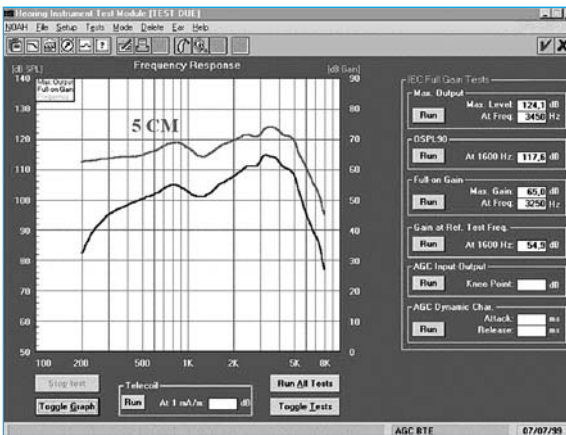 Hearing Instrument Test Module [TEST DUE]
NOAH File Setup Tests Mode Delete Ear Help
[dB SPL] Frequency Response [dB Gain]
Max. Output
Full-on Gain
5 CM
140 130 120 110 100 90 80 70 60 50
90 80 70 60 50 40 30 20 10 0
100 200 500 1K 2K 5K 8K
IEC Full Gain Tests
Max. Output
Run Max. Level: 124,1 dB
At Freq: 3450 Hz
OSPL90
Run At 1600 Hz: 117,6 dB
Full on Gain
Run Max. Gain: 65,0 dB
At Freq: 3250 Hz
Gain at Ref. Test Freq.
Run At 1600 Hz: 54,9 dB
AGC Input Output
Run Knee Point: dB
AGC Dynamic Char.
Attack: ms
Run Release: ms
Stop test
Toggle Graph
Telecoil
Run At 1 mA/m: dB
Run All Tests
Toggle Tests
AGC BTE 07/07/99